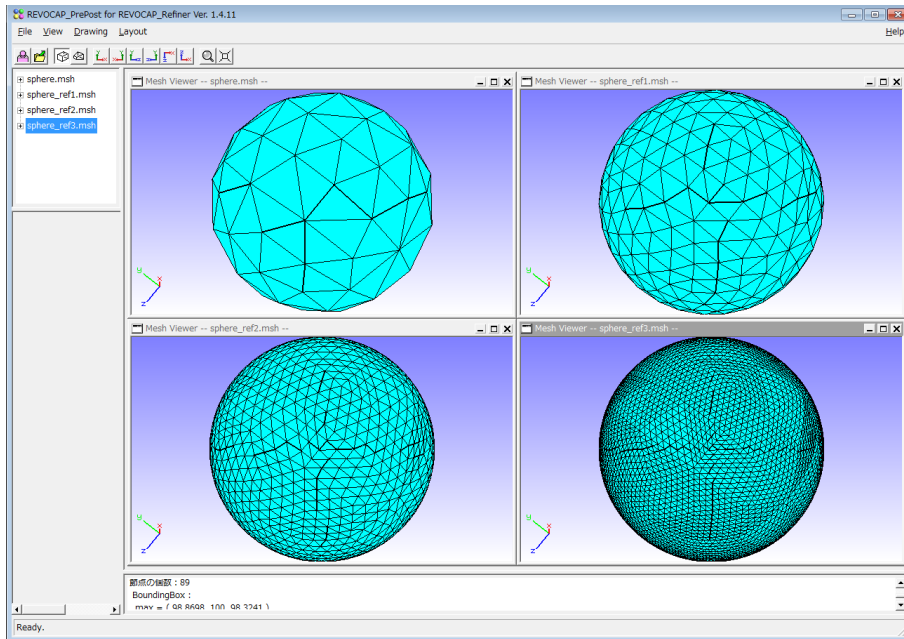 REVOCAP_PrePost for REVOCAP_Refiner Ver. 1.4.11
File View Drawing Layout Help
sphere.msh
sphere_ref1.msh
sphere_ref2.msh
sphere_ref3.msh
Mesh Viewer -- sphere.msh --
y x z
Mesh Viewer -- sphere_ref1.msh --
y x z
Mesh Viewer -- sphere_ref2.msh --
y x z
Mesh Viewer -- sphere_ref3.msh --
y x z
節点の個数：89
BoundingBox :
max = ( 98.8698, 100, 98.3241 )
Ready.